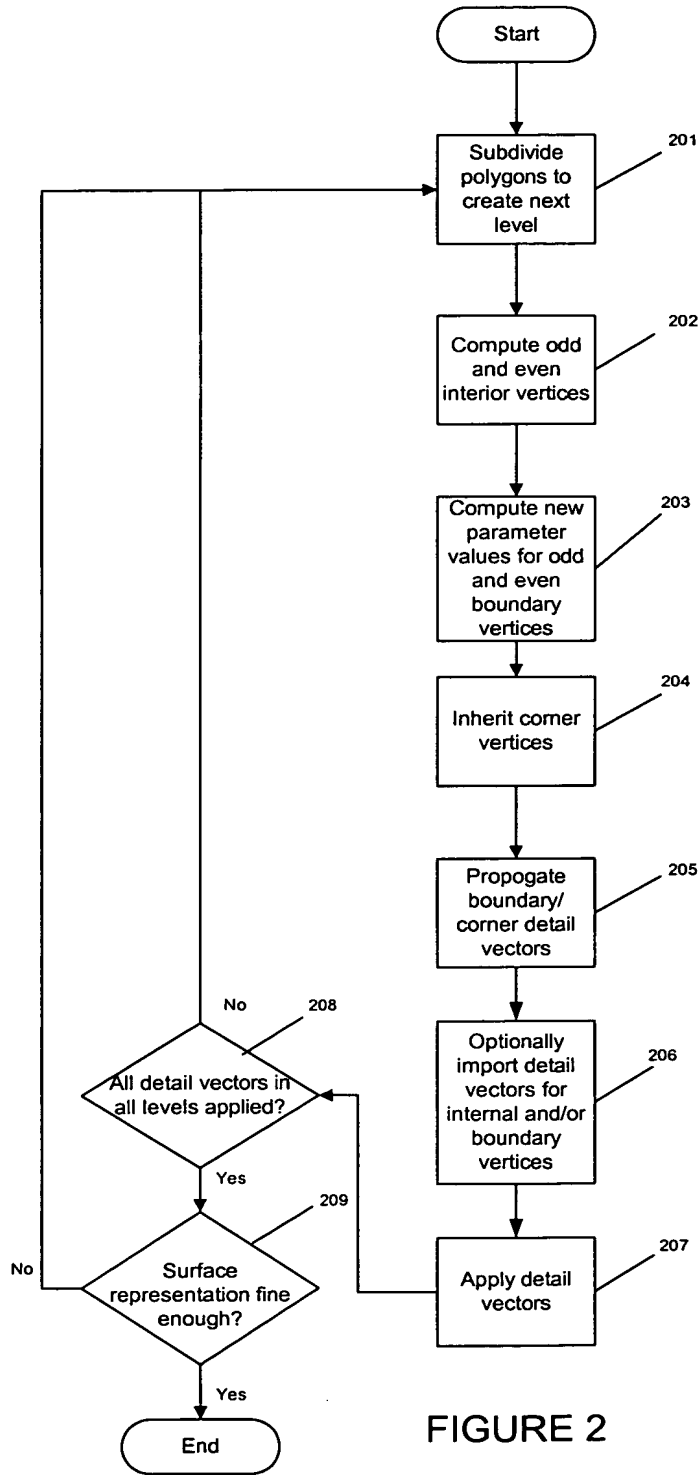 Start
201
Subdivide
polygons to
create next
level
202
Compute odd
and even
interior vertices
203
Compute new
parameter
values for odd
and even
boundary
vertices
204
Inherit corner
vertices
205
Propogate
boundary/
corner detail
vectors
206
Optionally
import detail
vectors for
internal and/or
boundary
vertices
207
Apply detail
vectors
No
208
All detail vectors in
all levels applied?
Yes
209
No
Surface
representation fine
enough?
Yes
End
FIGURE 2